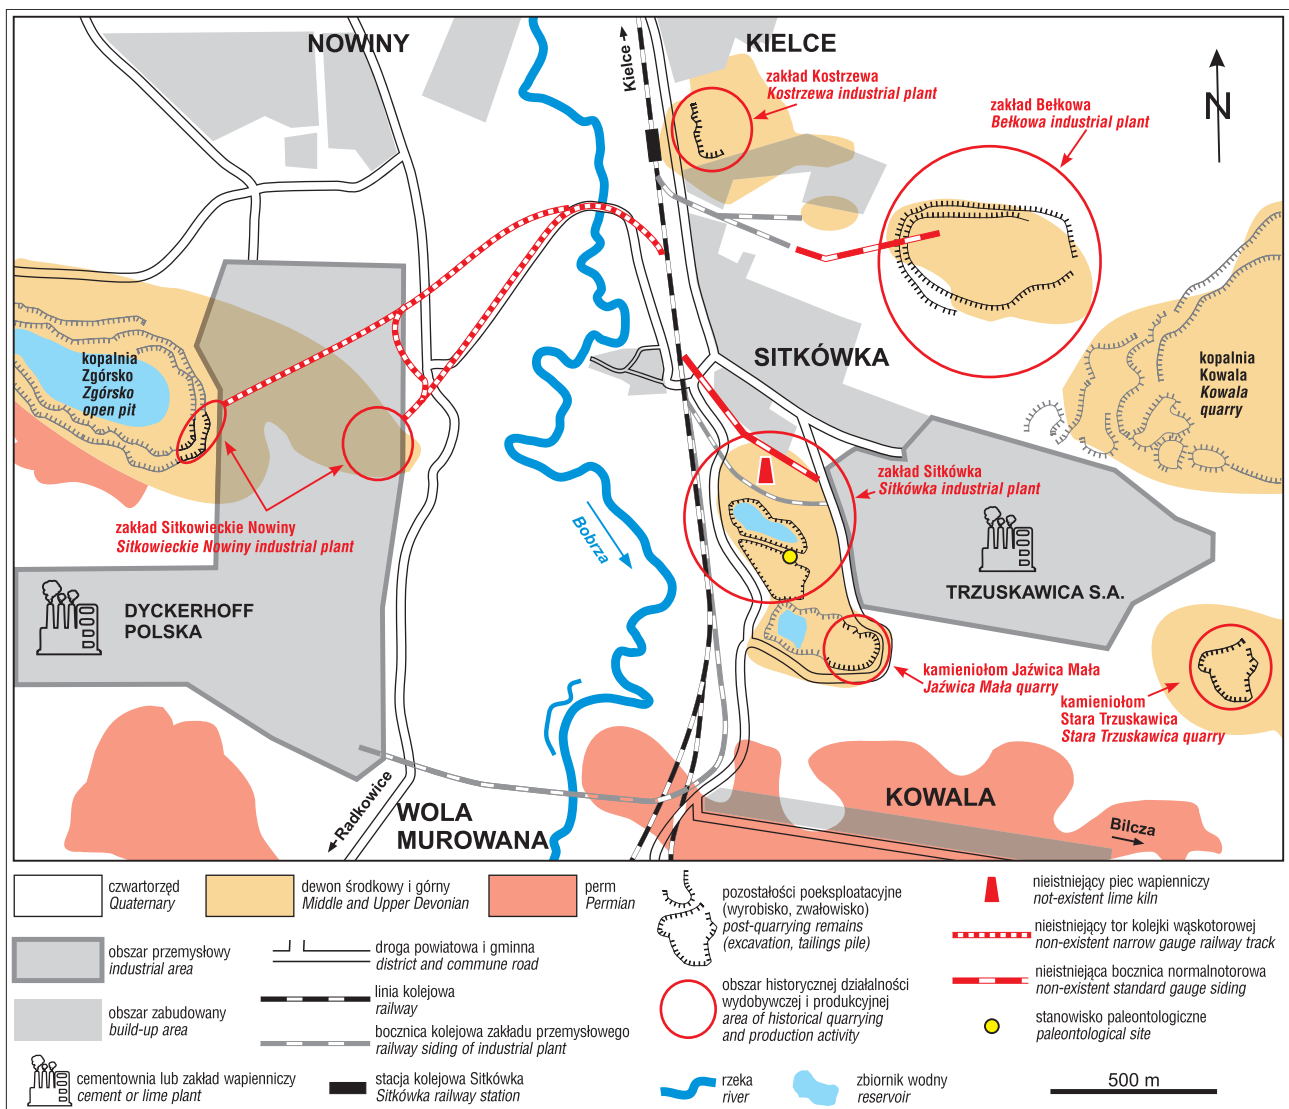 NOWINY
KIELCE
Kielce
N
zakład Kostrzewa
Kostrzewa industrial plant
zakład Bełkowa
Bełkowa industrial plant
kopalnia
Zgórsko
Zgórsko
open pit
SITKÓWKA
kopalnia
Kowala
Kowala
quarry
zakład Sitkówka
Sitkówka industrial plant
zakład Sitkowieckie Nowiny
Sitkowieckie Nowiny industrial plant
Bobrza
DYCKERHOFF
POLSKA
TRZUSKAWICA S.A.
kamieniołom Jaźwica Mała
Jaźwica Mała quarry
kamieniołom
Stara Trzuskawica
Stara Trzuskawica quarry
Radkowice
WOLA
MUROWANA
KOWALA
Bilcza
czwartorzęd
Quaternary
dewon środkowy i górny
Middle and Upper Devonian
perm
Permian
obszar przemysłowy
industrial area
obszar zabudowany
build-up area
cementownia lub zakład wapienniczy
cement or lime plant
droga powiatowa i gminna
district and commune road
linia kolejowa
railway
bocznica kolejowa zakładu przemysłowego
railway siding of industrial plant
stacja kolejowa Sitkówka
Sitkówka railway station
pozostałości poeksploatacyjne
(wyrobisko, zwałowisko)
post-quarrying remains
(excavation, tailings pile)
obszar historycznej działalności
wydobywczej i produkcyjnej
area of historical quarrying
and production activity
rzeka
river
zbiornik wodny
reservoir
nieistniejący piec wapienniczy
not-existent lime kiln
nieistniejący tor kolejki wąskotorowej
non-existent narrow gauge railway track
nieistniejąca bocznica normalnotorowa
non-existent standard gauge siding
stanowisko paleontologiczne
paleontological site
500 m